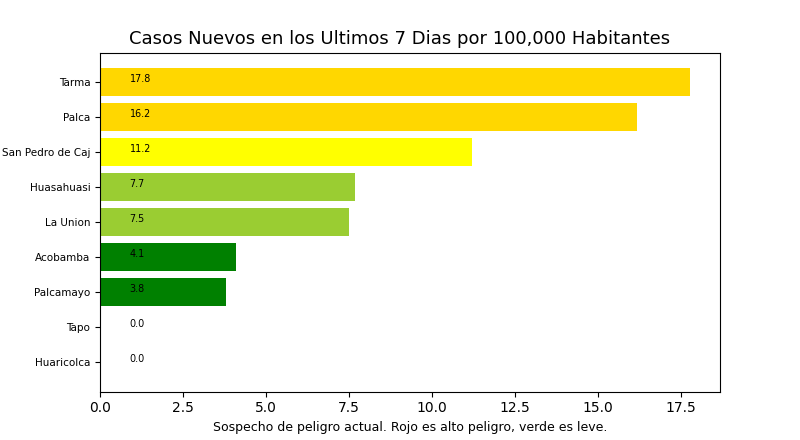 Casos Nuevos en los Ultimos 7 Dias por 100,000 Habitantes
Tarma 17.8
Palca 16.2
San Pedro de Caj 11.2
Huasahuasi 7.7
La Union 7.5
Acobamba 4.1
Palcamayo 3.8
Tapo 0.0
Huaricolca 0.0
0.0 2.5 5.0 7.5 10.0 12.5 15.0 17.5
Sospecho de peligro actual. Rojo es alto peligro, verde es leve.